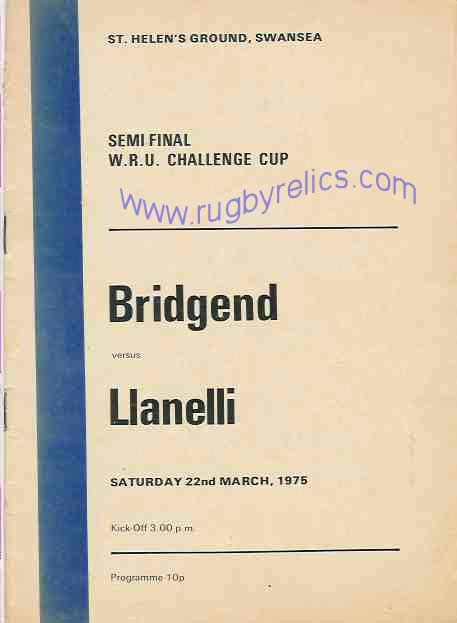 ST. HELEN'S GROUND, SWANSEA
SEMI FINAL
W.R.U. CHALLENGE CUP
www.rugbyrelics.com
Bridgend
versus
Llanelli
SATURDAY 22nd MARCH, 1975
Kick-Off 3.00 p.m.
Programme 10p